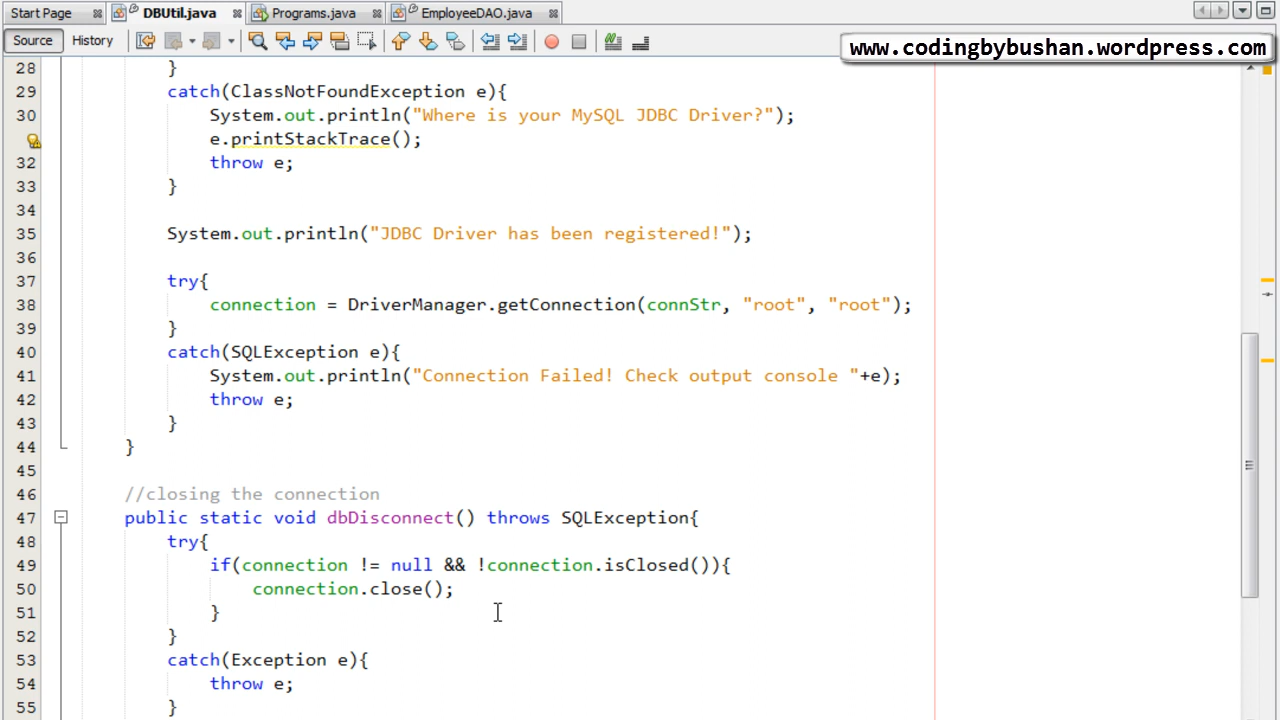 Start Page DBUtil.java Programs.java EmployeeDAO.java
Source History
www.codingbybushan.wordpress.com
28 }
29 catch(ClassNotFoundException e){
30 System.out.println("Where is your MySQL JDBC Driver?");
e.printStackTrace();
32 throw e;
33 }
34
35 System.out.println("JDBC Driver has been registered!");
36
37 try{
38 connection = DriverManager.getConnection(connStr, "root", "root");
39 }
40 catch(SQLException e){
41 System.out.println("Connection Failed! Check output console "+e);
42 throw e;
43 }
44 }
45
46 //closing the connection
47 public static void dbDisconnect() throws SQLException{
48 try{
49 if(connection != null && !connection.isClosed()){
50 connection.close();
51 }
52 }
53 catch(Exception e){
54 throw e;
55 }